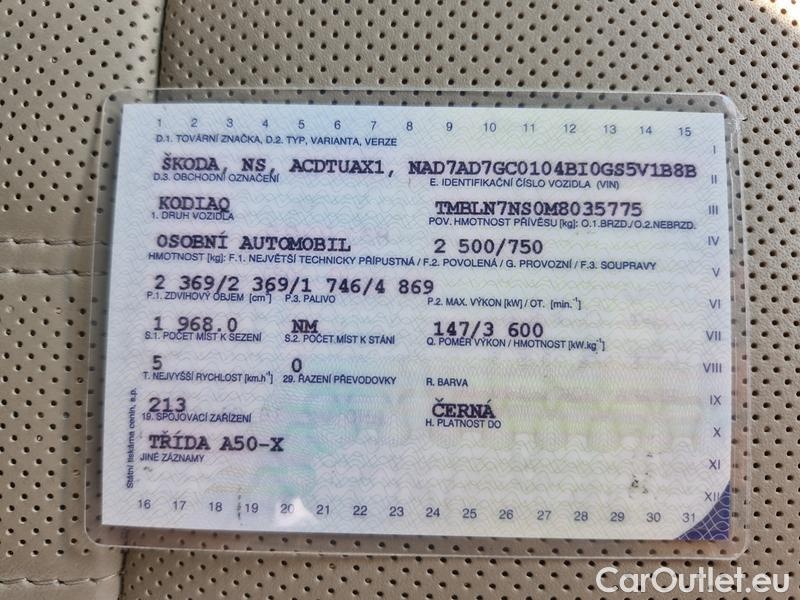 1 2 3 4 5 6 7 8 9 10 11 12 13 14 15
D.1. TOVÁRNÍ ZNAČKA, D.2. TYP, VARIANTA, VERZE
I
ŠKODA, NS, ACDTUAX1, NAD7AD7GC0104BI0GS5V1B8B
D.3. OBCHODNÍ OZNAČENÍ
E. IDENTIFIKAČNÍ ČÍSLO VOZIDLA (VIN)
II
KODIAQ
TMBLN7NS0M8035775
III
1. DRUH VOZIDLA
POV. HMOTNOST PŘÍVĚSU [kg]: O.1.BRZD./O.2.NEBRZD.
OSOBNÍ AUTOMOBIL
2 500/750
IV
HMOTNOST [kg]: F.1. NEJVĚTŠÍ TECHNICKY PŘÍPUSTNÁ / F.2. POVOLENÁ / G. PROVOZNÍ / F.3. SOUPRAVY
V
2 369/2 369/1 746/4 869
P.1. ZDVIHOVÝ OBJEM [cm³]
P.3. PALIVO
P.2. MAX. VÝKON [kW] / OT. [min.⁻¹]
VI
1 968.0
NM
147/3 600
VII
S.1. POČET MÍST K SEZENÍ
S.2. POČET MÍST K STÁNÍ
Q. POMĚR VÝKON / HMOTNOST [kW.kg⁻¹]
5
0
VIII
T. NEJVYŠŠÍ RYCHLOST [km.h⁻¹]
29. ŘAZENÍ PŘEVODOVKY
R. BARVA
213
ČERNÁ
IX
19. SPOJOVACÍ ZAŘÍZENÍ
H. PLATNOST DO
TŘÍDA A50-X
X
JINÉ ZÁZNAMY
XI
XII
16 17 18 19 20 21 22 23 24 25 26 27 28 29 30 31
Státní tiskárna cenin, s.p.
CarOutlet.eu